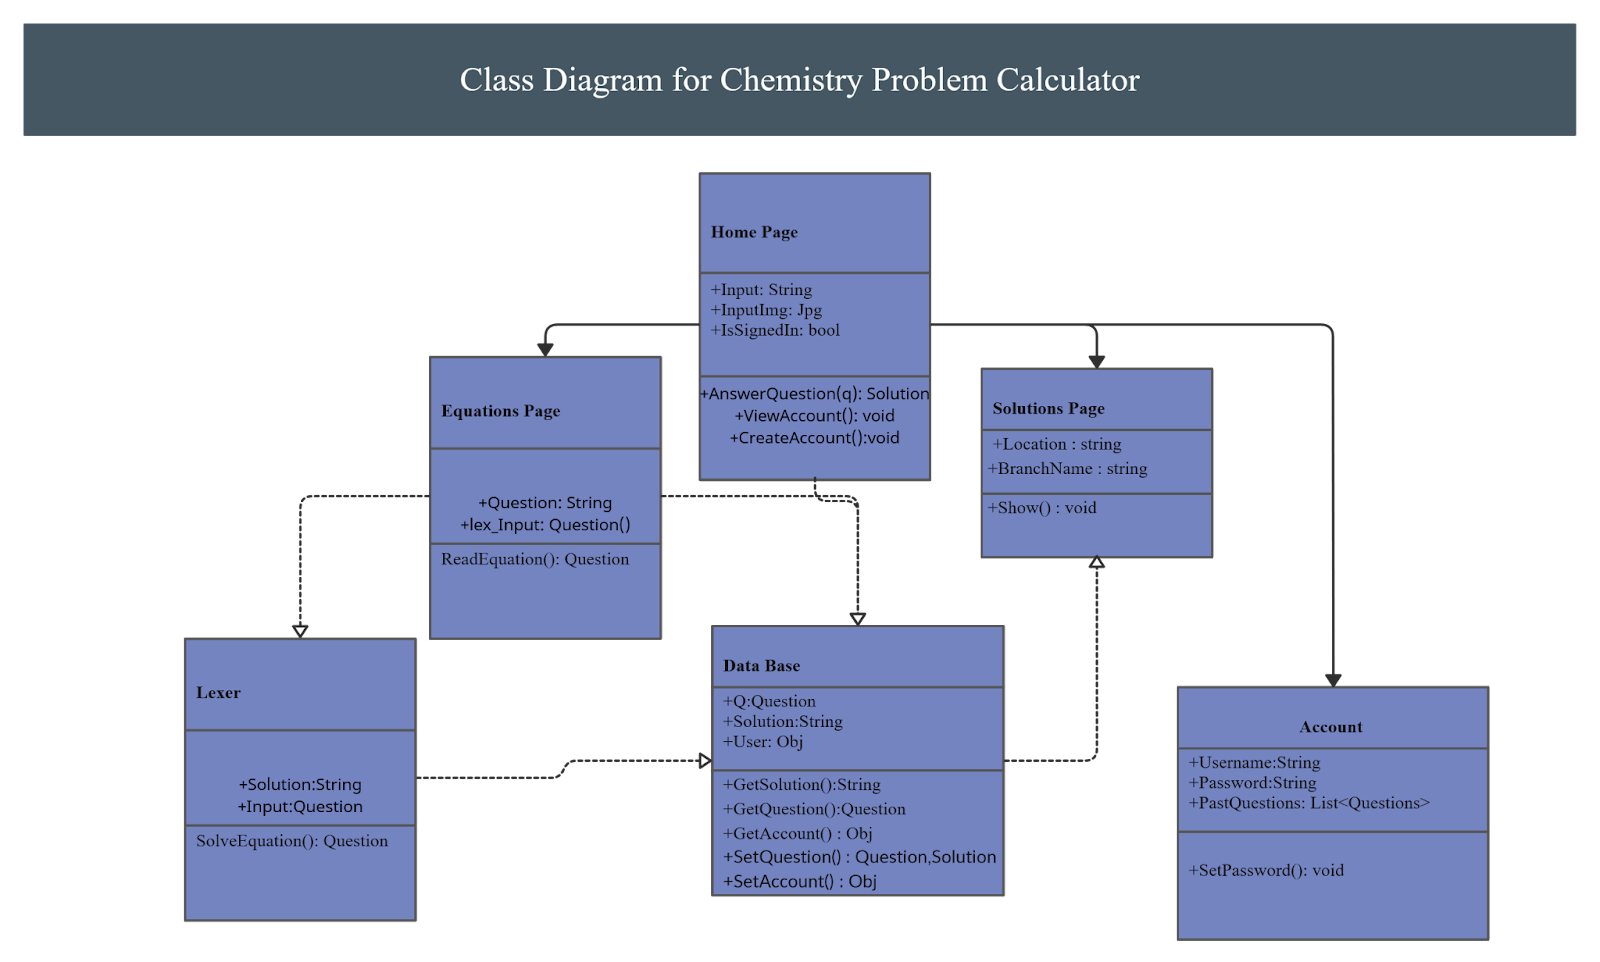 Class Diagram for Chemistry Problem Calculator
Home Page
+Input: String
+InputImg: Jpg
+IsSignedIn: bool
+AnswerQuestion(q): Solution
+ViewAccount(): void
+CreateAccount():void
Equations Page
+Question: String
+lex_Input: Question()
ReadEquation(): Question
Solutions Page
+Location : string
+BranchName : string
+Show() : void
Lexer
+Solution:String
+Input:Question
SolveEquation(): Question
Data Base
+Q:Question
+Solution:String
+User: Obj
+GetSolution():String
+GetQuestion():Question
+GetAccount() : Obj
+SetQuestion() : Question,Solution
+SetAccount() : Obj
Account
+Username:String
+Password:String
+PastQuestions: List<Questions>
+SetPassword(): void